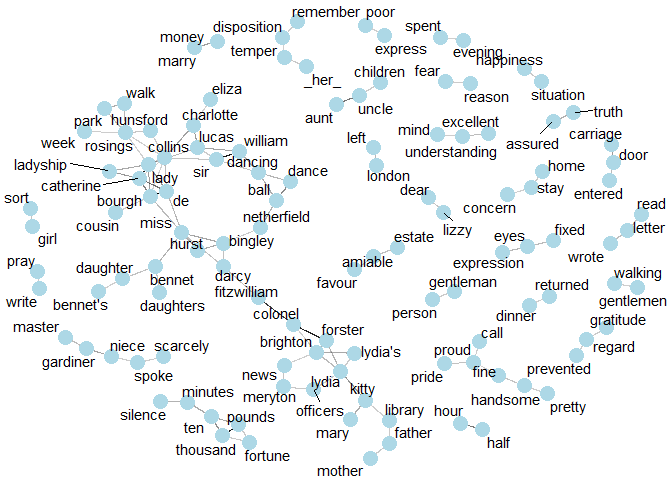 remember poor
disposition
spent
money
temper
express
evening
marry
happiness
_her_
children
fear
walk
eliza
aunt
uncle
reason
situation
truth
park
hunsford
charlotte
week
lucas
left
mind
excellent
assured
carriage
rosings
collins
william
understanding
door
ladyship
sir
dancing
london
home
catherine
lady
dance
dear
stay
entered
sort
bourgh
de
ball
concern
cousin
miss
netherfield
lizzy
read
girl
hurst
bingley
estate
eyes
fixed
letter
pray
daughter
bennet
darcy
amiable
expression
wrote
write
bennet's
daughters
fitzwilliam
favour
gentleman
returned
walking
person
dinner
gentlemen
master
colonel
forster
call
gratitude
niece
scarcely
brighton
lydia's
proud
regard
gardiner
spoke
news
lydia
kitty
pride
fine
prevented
minutes
meryton
handsome
silence
pounds
officers
library
hour
pretty
ten
mary
father
half
thousand
fortune
mother